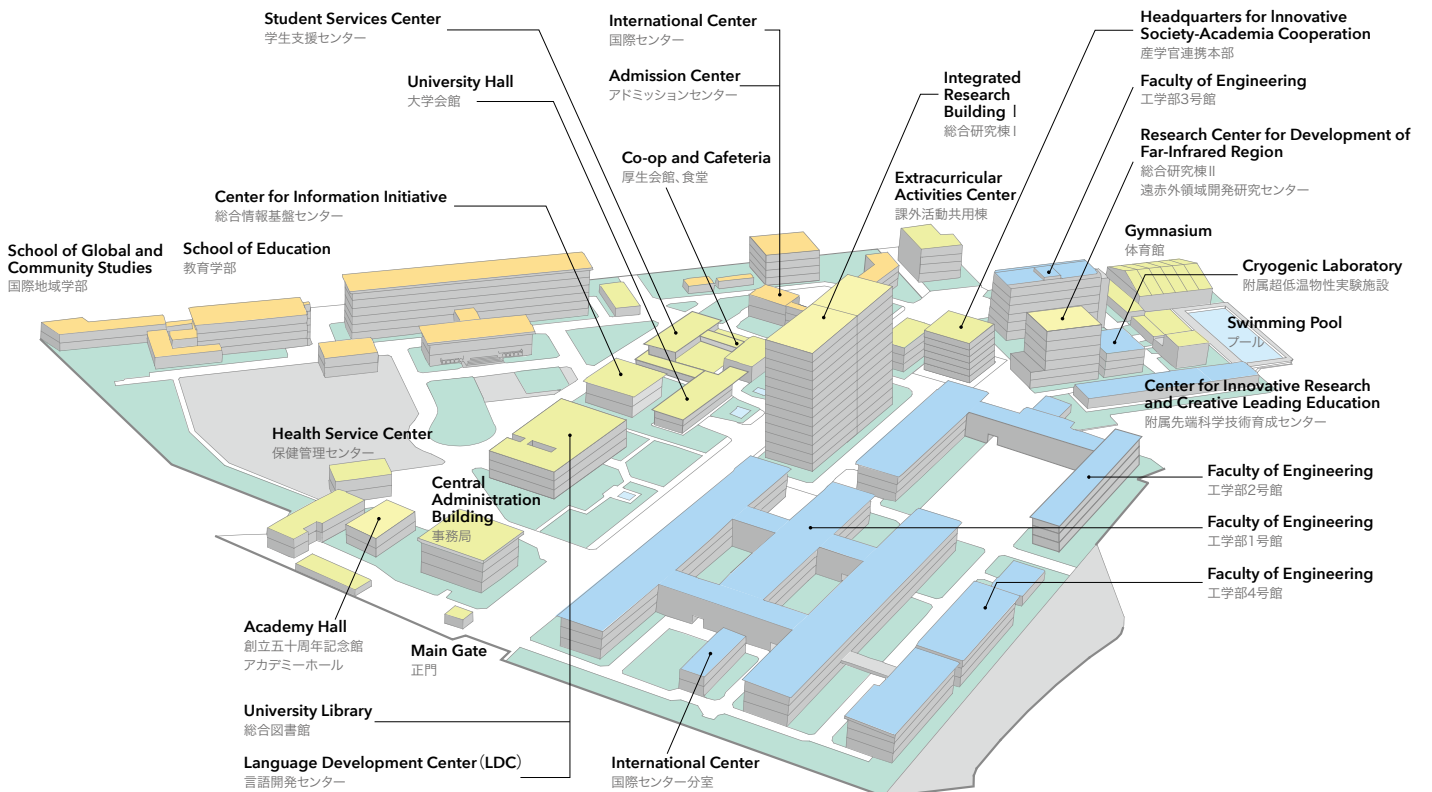 Student Services Center
学生支援センター
International Center
国際センター
Headquarters for Innovative
Society-Academia Cooperation
産学官連携本部
University Hall
大学会館
Admission Center
アドミッションセンター
Integrated
Research
Building Ⅰ
総合研究棟Ⅰ
Faculty of Engineering
工学部3号館
Research Center for Development of
Far-Infrared Region
総合研究棟Ⅱ
遠赤外領域開発研究センター
Co-op and Cafeteria
厚生会館、食堂
Extracurricular
Activities Center
課外活動共用棟
Center for Information Initiative
総合情報基盤センター
Gymnasium
体育館
School of Global and
Community Studies
国際地域学部
School of Education
教育学部
Cryogenic Laboratory
附属超低温物性実験施設
Swimming Pool
プール
Center for Innovative Research
and Creative Leading Education
附属先端科学技術育成センター
Health Service Center
保健管理センター
Central
Administration
Building
事務局
Faculty of Engineering
工学部2号館
Faculty of Engineering
工学部1号館
Faculty of Engineering
工学部4号館
Academy Hall
創立五十周年記念館
アカデミーホール
Main Gate
正門
University Library
総合図書館
Language Development Center（LDC）
言語開発センター
International Center
国際センター分室